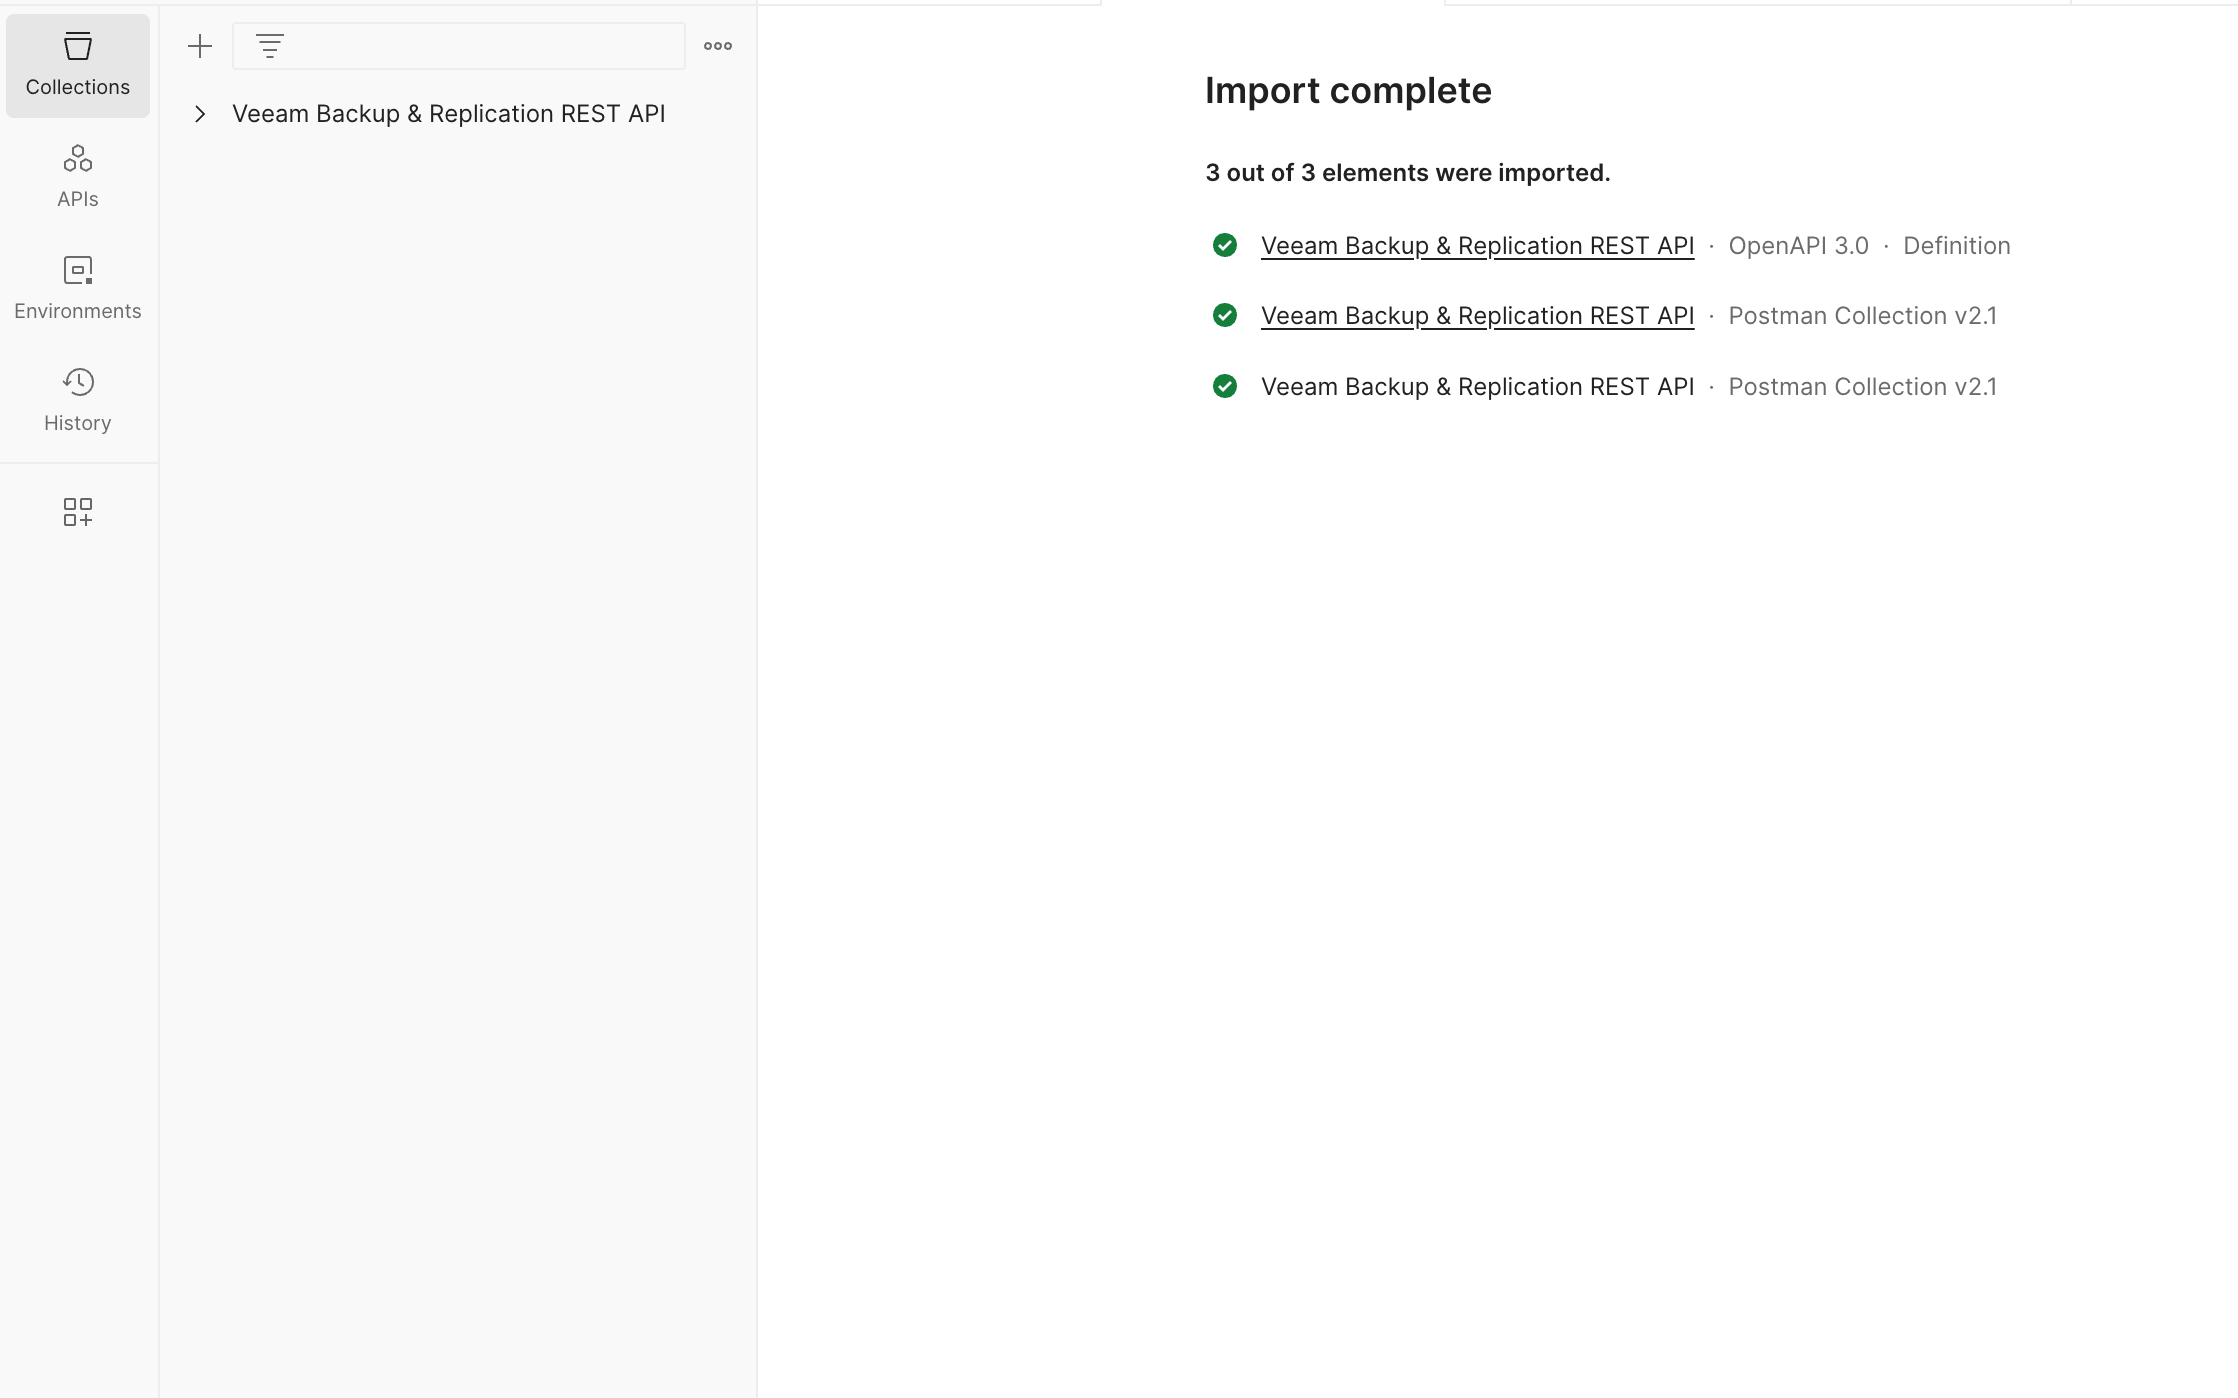 Collections
APIs
Environments
History
Veeam Backup & Replication REST API
Import complete
3 out of 3 elements were imported.
Veeam Backup & Replication REST API · OpenAPI 3.0 · Definition
Veeam Backup & Replication REST API · Postman Collection v2.1
Veeam Backup & Replication REST API · Postman Collection v2.1